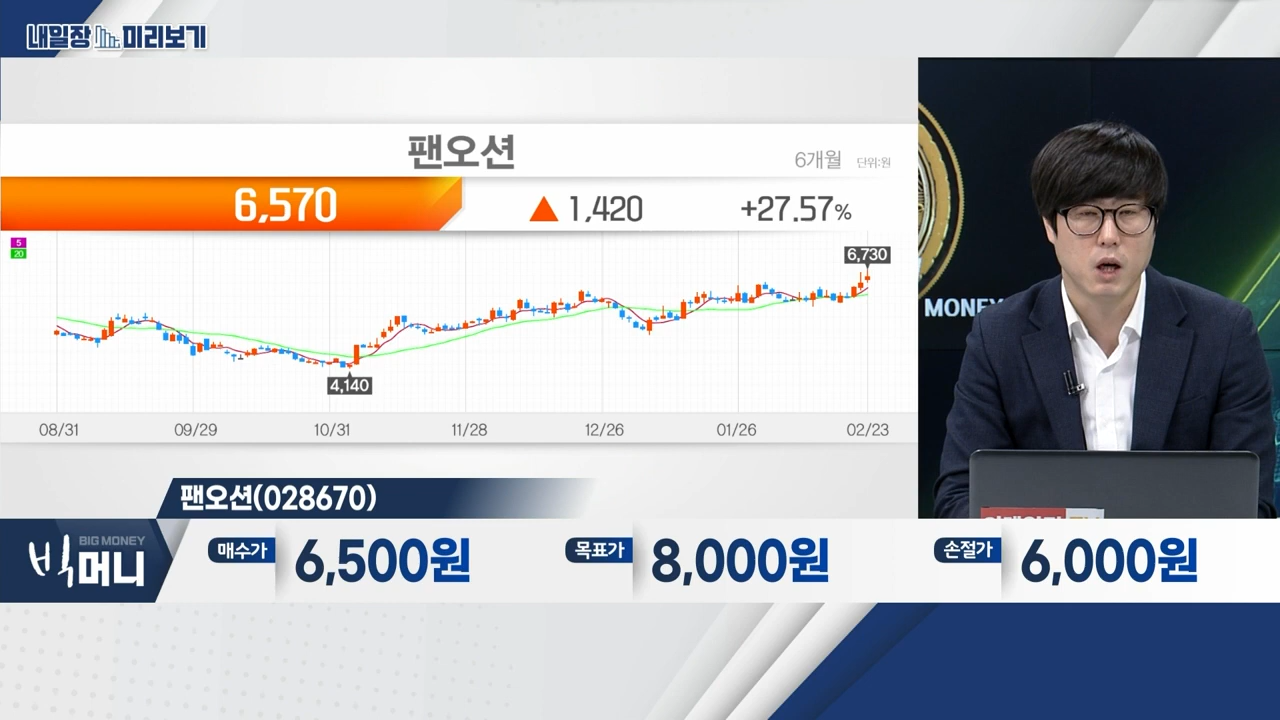 내일장 미리보기
팬오션
6개월 단위:원
6,570 ▲ 1,420 +27.57%
5
20
6,730
4,140
08/31 09/29 10/31 11/28 12/26 01/26 02/23
MONEY
팬오션(028670)
BIG MONEY
빅머니
매수가 6,500원 목표가 8,000원 손절가 6,000원